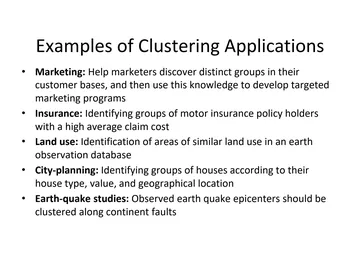 Examples of Clustering Applications
• Marketing: Help marketers discover distinct groups in their
customer bases, and then use this knowledge to develop targeted
marketing programs
• Insurance: Identifying groups of motor insurance policy holders
with a high average claim cost
• Land use: Identification of areas of similar land use in an earth
observation database
• City-planning: Identifying groups of houses according to their
house type, value, and geographical location
• Earth-quake studies: Observed earth quake epicenters should be
clustered along continent faults